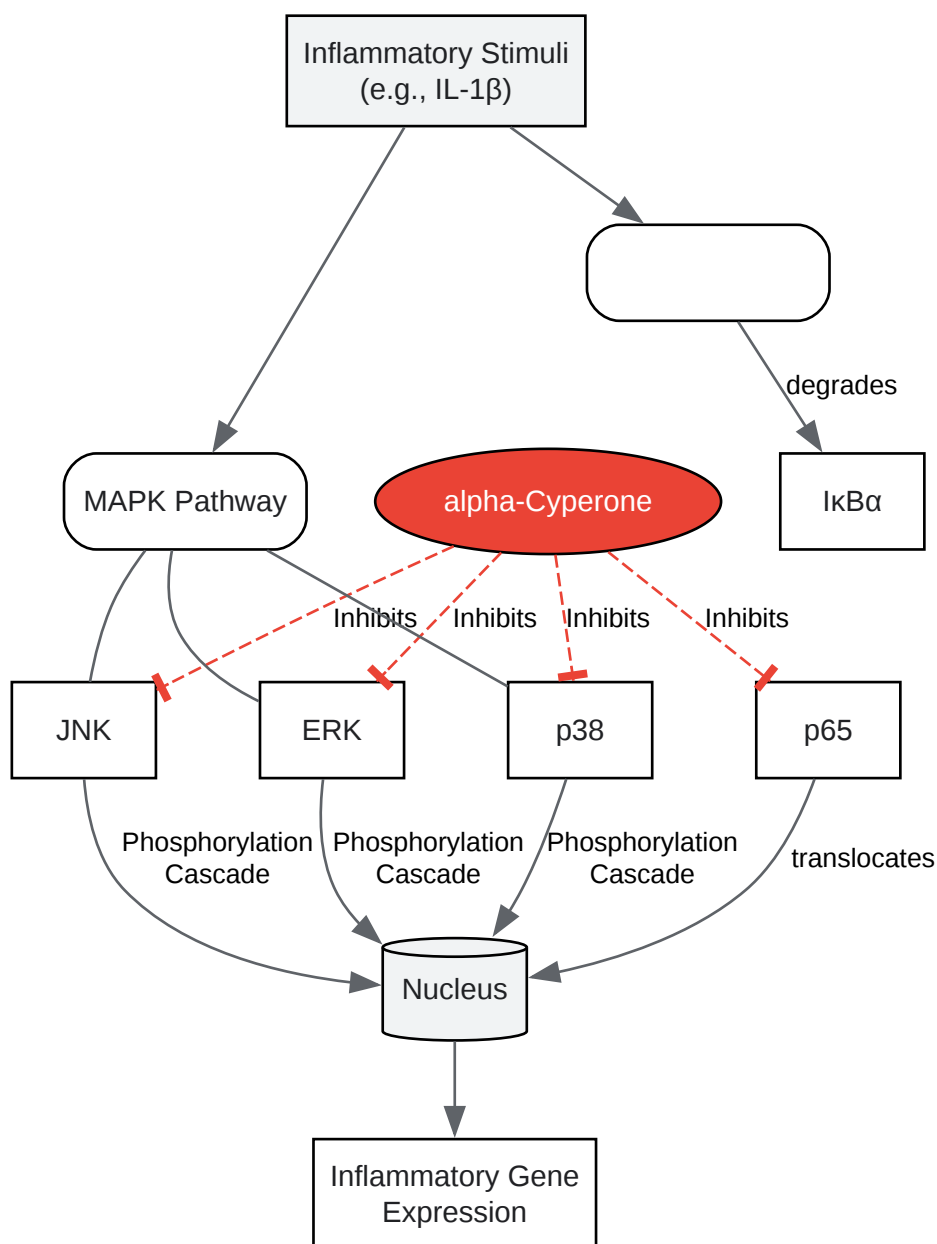 Inflammatory Stimuli
(e.g., IL-1β)
degrades
MAPK Pathway
alpha-Cyperone
IκBα
Inhibits
Inhibits
Inhibits
Inhibits
JNK
ERK
p38
p65
Phosphorylation
Cascade
Phosphorylation
Cascade
Phosphorylation
Cascade
translocates
Nucleus
Inflammatory Gene
Expression